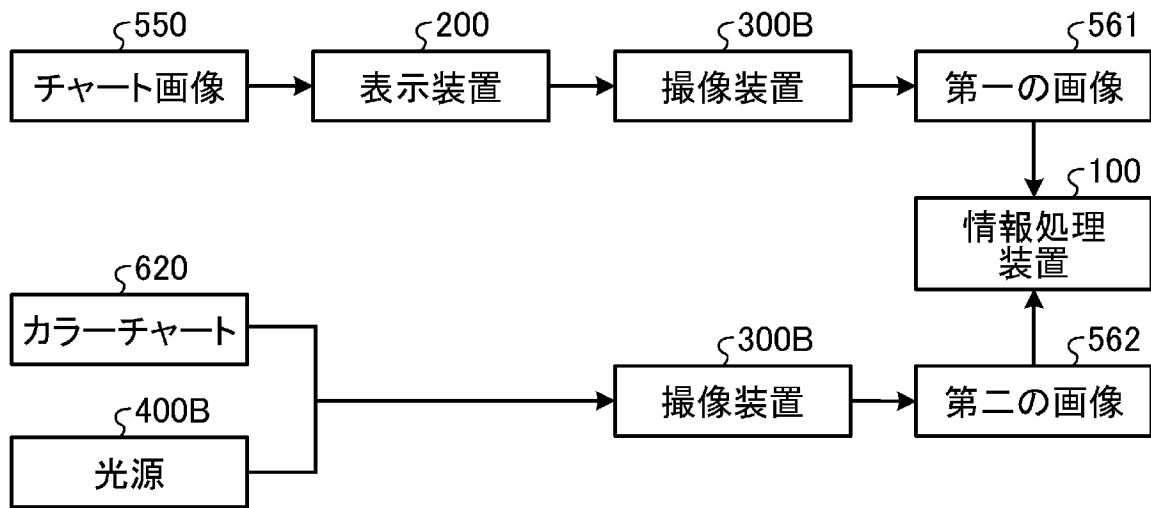 550
チャート画像
200
表示装置
300B
撮像装置
561
第一の画像
100
情報処理
装置
620
カラーチャート
400B
光源
300B
撮像装置
562
第二の画像